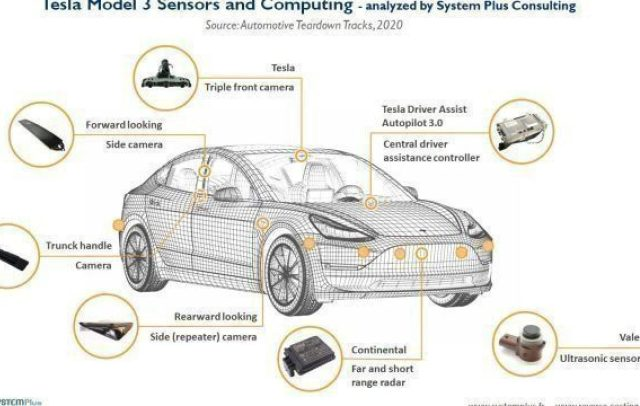 Tesla Model 3 Sensors and Computing - analyzed by System Plus Consulting
Source: Automotive Teardown Tracks, 2020
Tesla
Triple front camera
Forward looking
Side camera
Tesla Driver Assist
Autopilot 3.0
Central driver
assistance controller
Trunck handle
Camera
Rearward looking
Side (repeater) camera
Continental
Far and short
range radar
Vale
Ultrasonic sensor